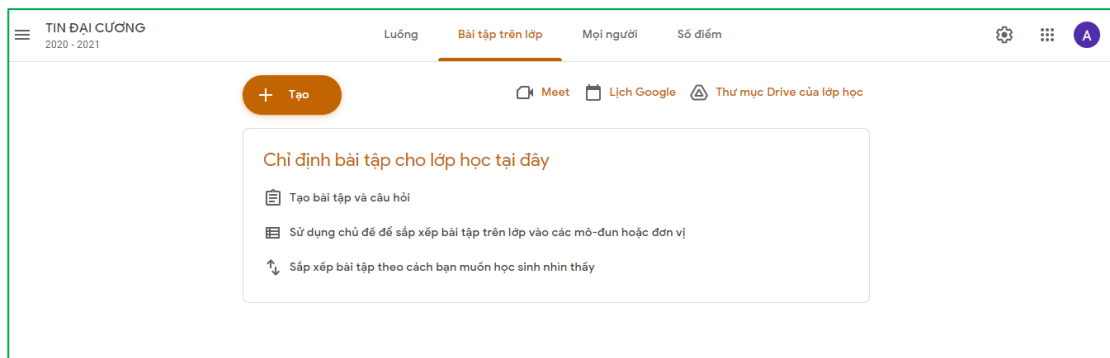 TIN ĐẠI CƯƠNG
2020 - 2021
Luồng Bài tập trên lớp Mọi người Số điểm
A
Tạo
Meet Lịch Google Thư mục Drive của lớp học
Chỉ định bài tập cho lớp học tại đây
Tạo bài tập và câu hỏi
Sử dụng chủ đề để sắp xếp bài tập trên lớp vào các mô-đun hoặc đơn vị
Sắp xếp bài tập theo cách bạn muốn học sinh nhìn thấy